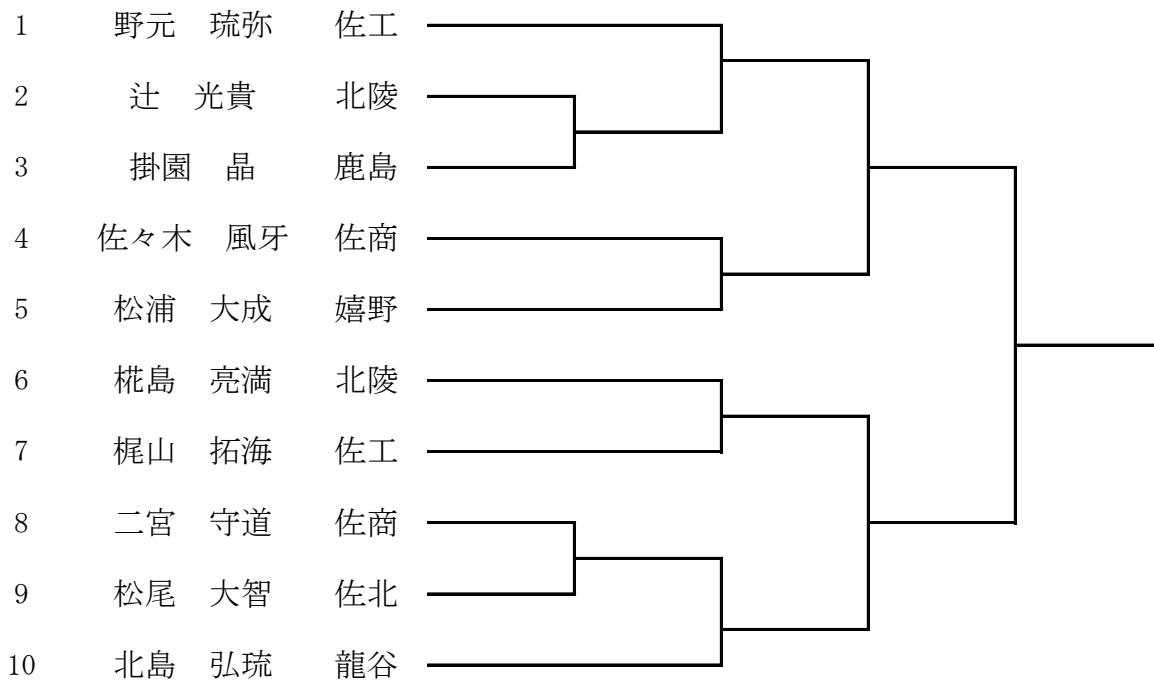 1 野元　琉弥 佐工
2 辻　光貴 北陵
3 掛園　晶 鹿島
4 佐々木　風牙 佐商
5 松浦　大成 嬉野
6 椛島　亮満 北陵
7 梶山　拓海 佐工
8 二宮　守道 佐商
9 松尾　大智 佐北
10 北島　弘琉 龍谷